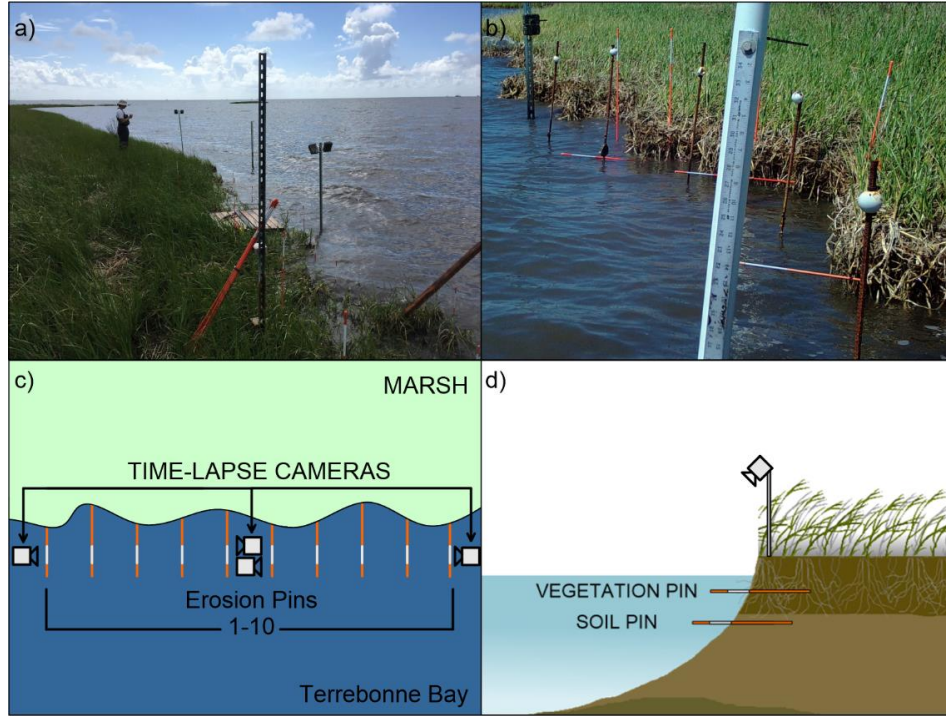 a)
b)
c)
MARSH
TIME-LAPSE CAMERAS
Erosion Pins
1-10
Terrebonne Bay
d)
VEGETATION PIN
SOIL PIN